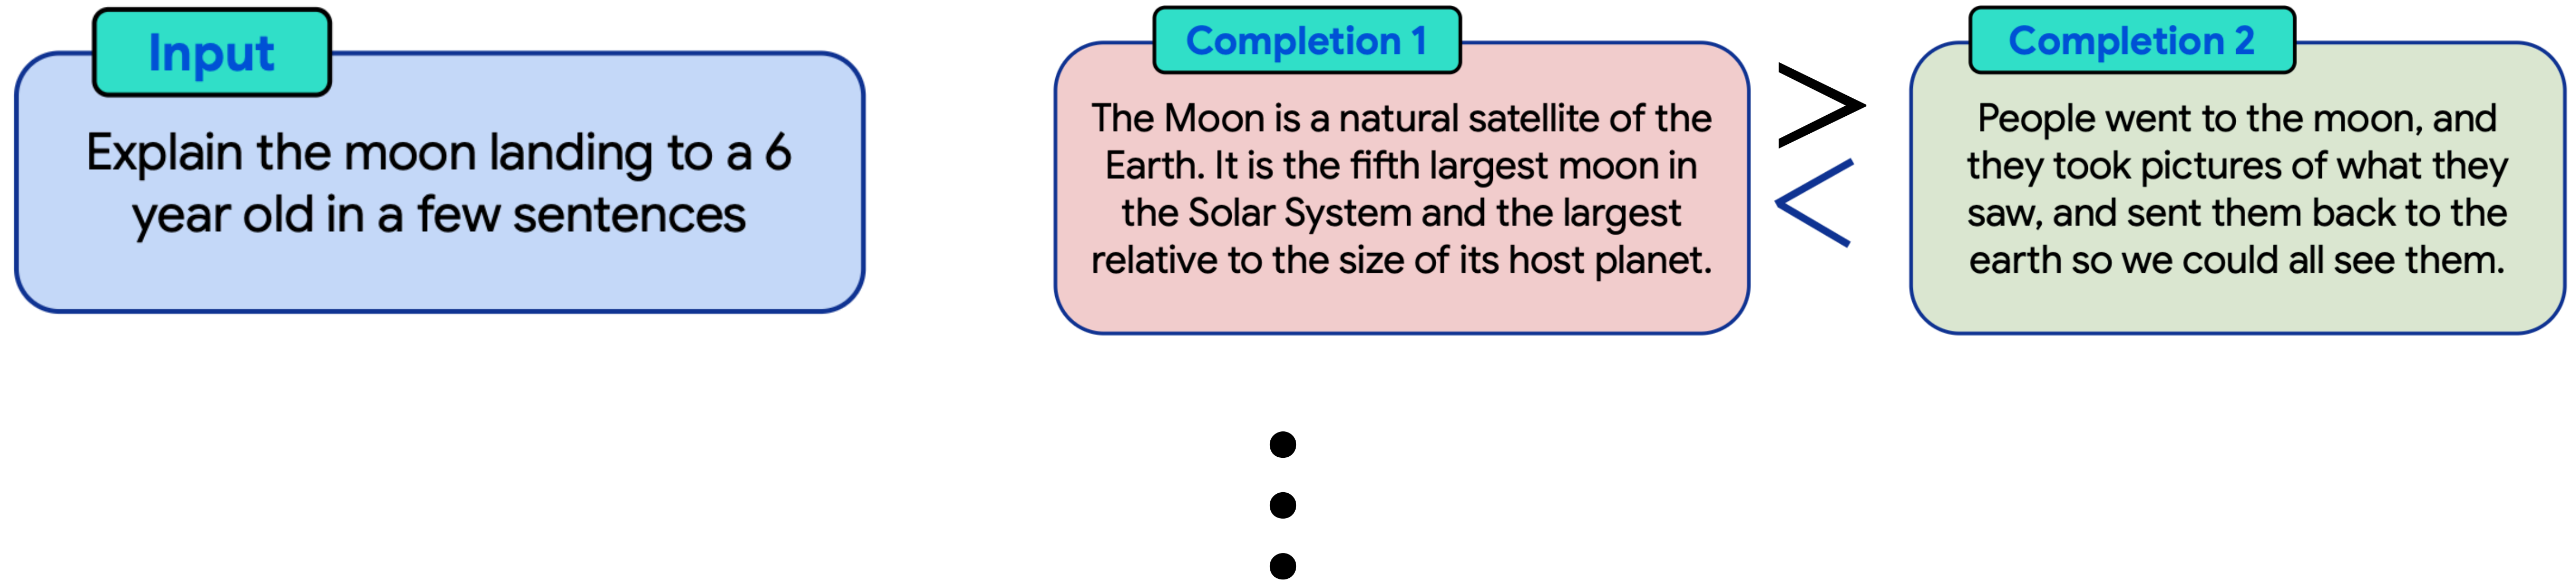 Input
Explain the moon landing to a 6
year old in a few sentences
Completion 1
The Moon is a natural satellite of the
Earth. It is the fifth largest moon in
the Solar System and the largest
relative to the size of its host planet.
>
<
Completion 2
People went to the moon, and
they took pictures of what they
saw, and sent them back to the
earth so we could all see them.